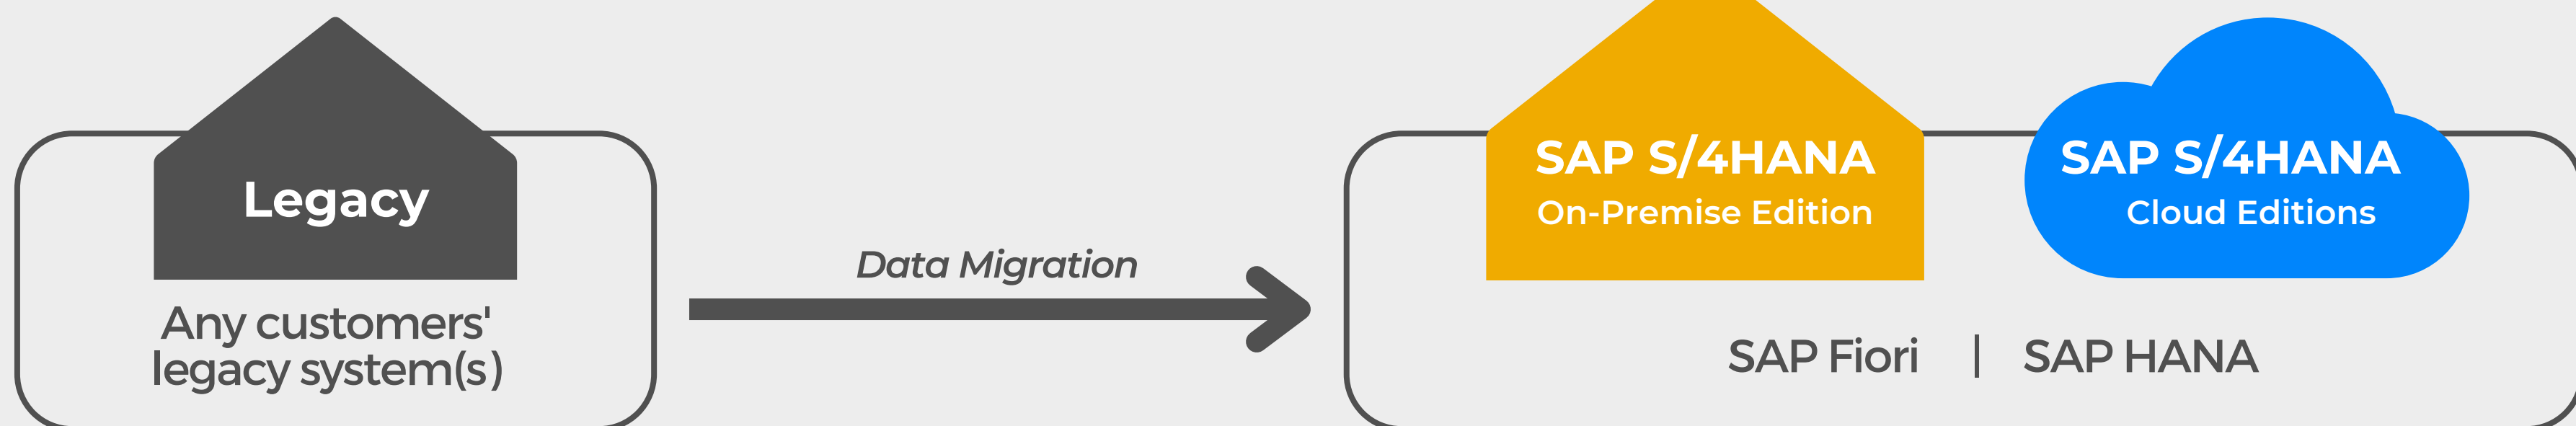 Legacy
Any customers'
legacy system(s)
Data Migration
SAP S/4HANA
On-Premise Edition
SAP S/4HANA
Cloud Editions
SAP Fiori | SAP HANA